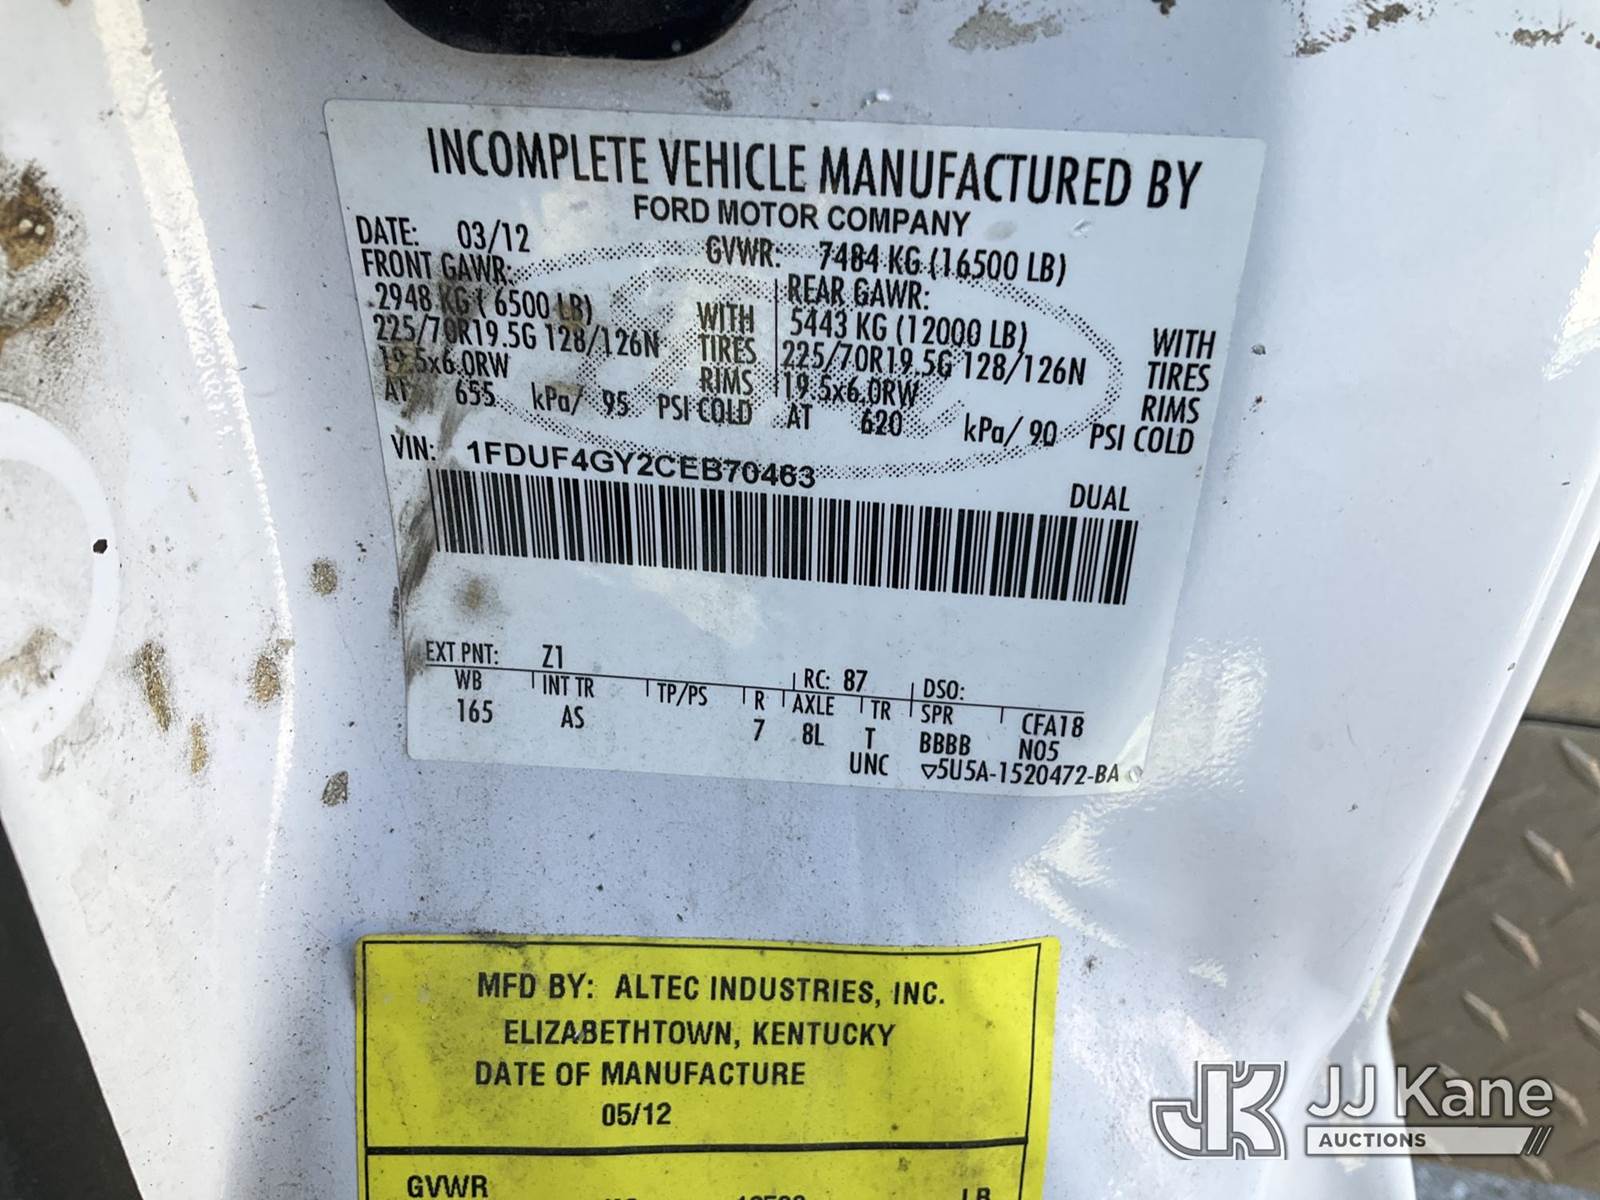 INCOMPLETE VEHICLE MANUFACTURED BY
FORD MOTOR COMPANY
DATE: 03/12 GVWR: 7484 KG (16500 LB)
FRONT GAWR: REAR GAWR:
2948 KG ( 6500 LB) WITH 5443 KG (12000 LB) WITH
225/70R19.5G 128/126N TIRES 225/70R19.5G 128/126N TIRES
19.5x6.0RW RIMS 19.5x6.0RW RIMS
AT 655 kPa/ 95 PSI COLD AT 620 kPa/ 90 PSI COLD
VIN: 1FDUF4GY2CEB70463
DUAL
EXT PNT: Z1 RC: 87 DSO:
WB INT TR TP/PS R AXLE TR SPR CFA18
165 AS 7 8L T BBBB N05
UNC ▽5U5A-1520472-BA
MFD BY: ALTEC INDUSTRIES, INC.
ELIZABETHTOWN, KENTUCKY
DATE OF MANUFACTURE
05/12
GVWR
LB
JK JJ Kane
AUCTIONS